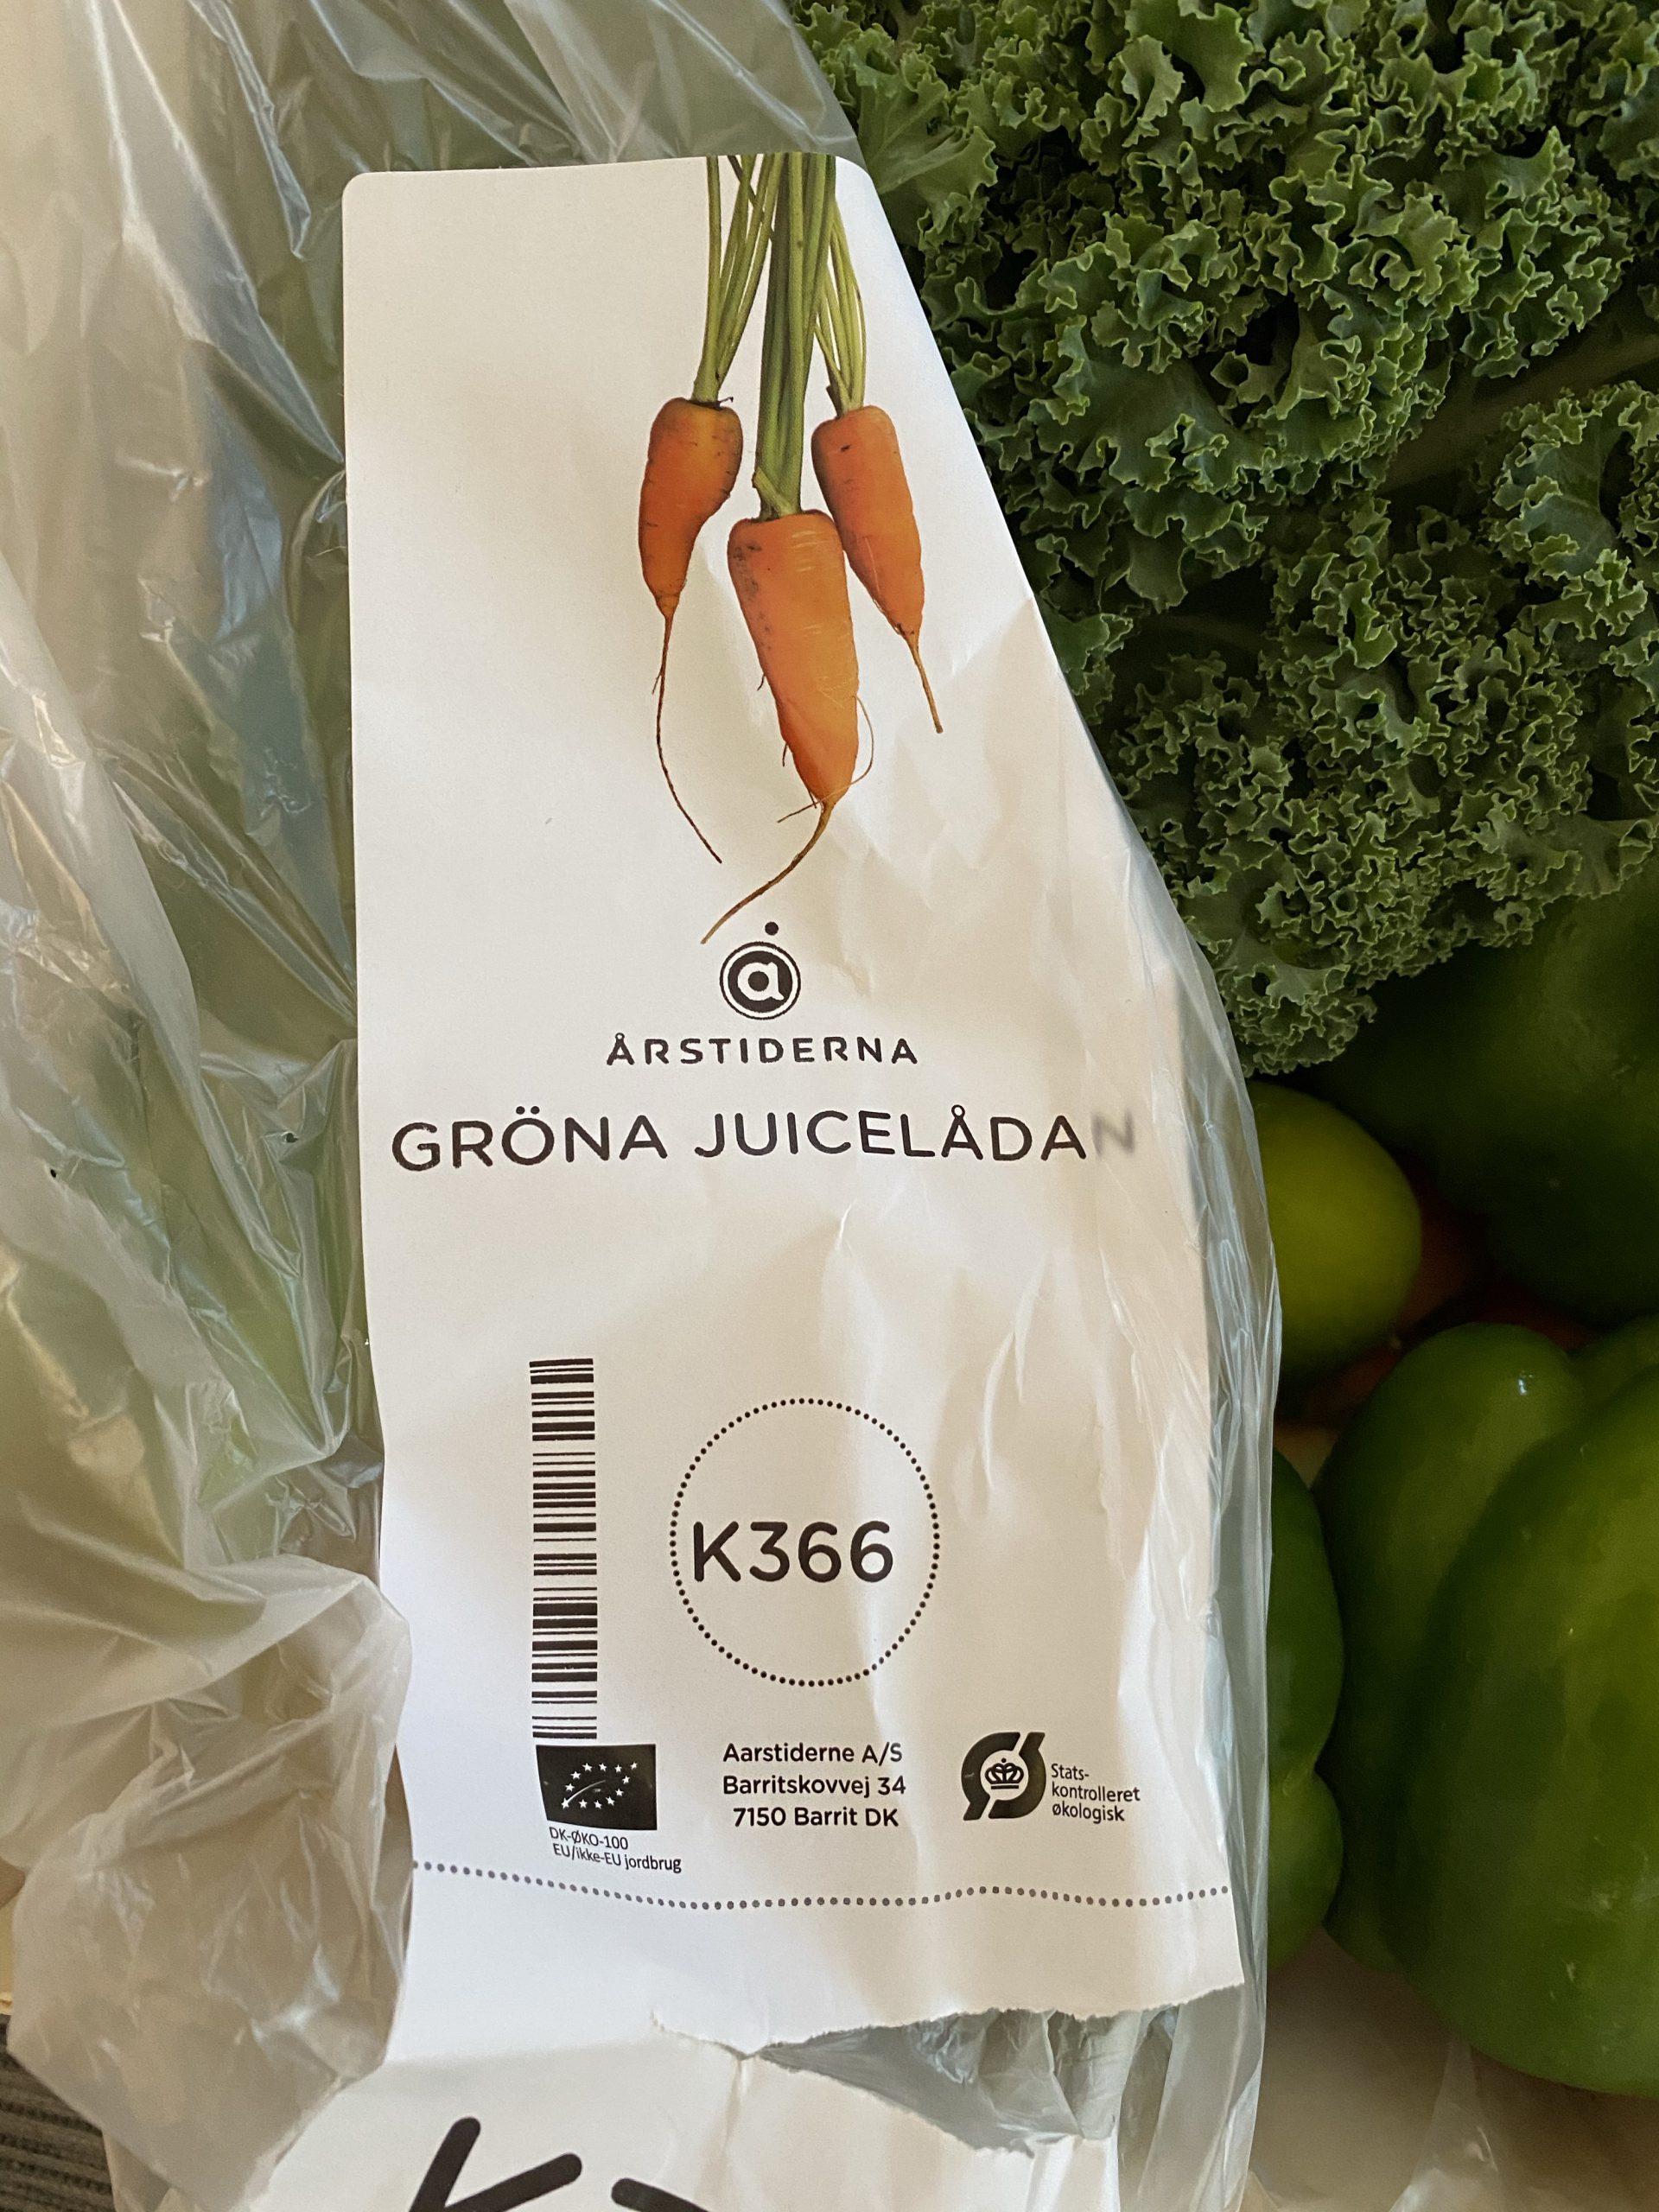 ÅRSTIDERNA
GRÖNA JUICELÅDAN
K366
Aarstiderne A/S
Barritskovvej 34
7150 Barrit DK
Stats-
kontrolleret
økologisk
DK-ØKO-100
EU/ikke-EU jordbrug